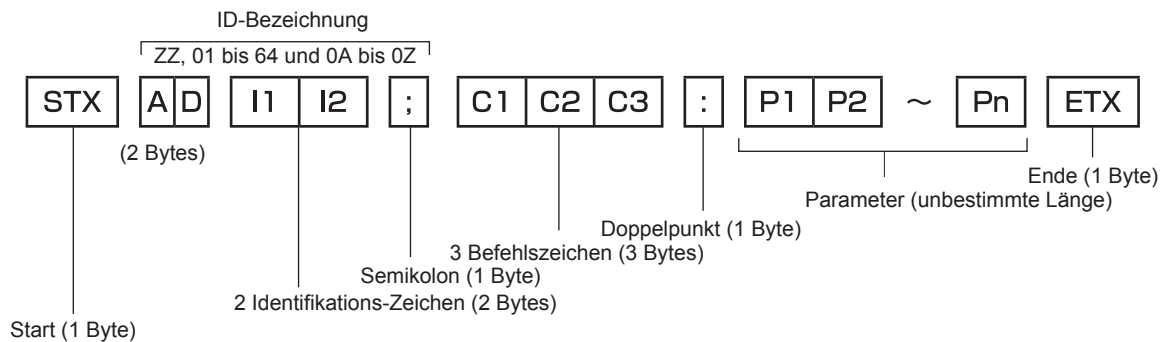 ID-Bezeichnung
ZZ, 01 bis 64 und 0A bis 0Z
STX A D I1 I2 ; C1 C2 C3 : P1 P2 ～ Pn ETX
(2 Bytes)
Ende (1 Byte)
Parameter (unbestimmte Länge)
Doppelpunkt (1 Byte)
3 Befehlszeichen (3 Bytes)
Semikolon (1 Byte)
2 Identifikations-Zeichen (2 Bytes)
Start (1 Byte)